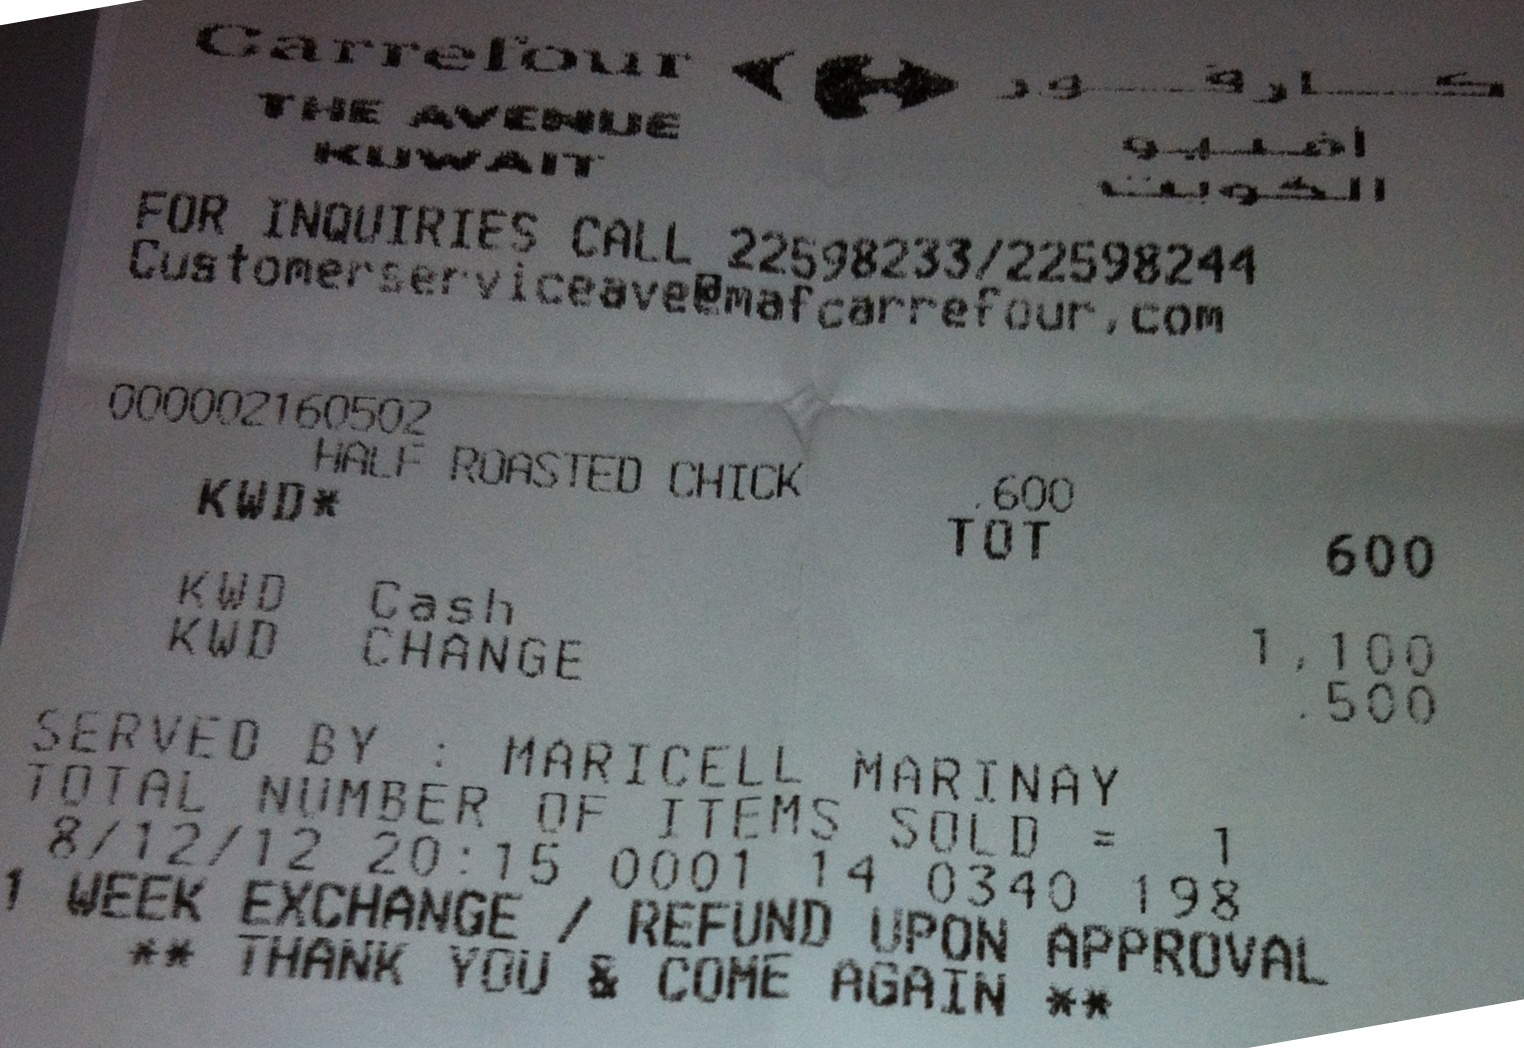 Carrefour كارفور
THE AVENUE افنيو
KUWAIT الكويت
FOR INQUIRIES CALL 22598233/22598244
Customerserviceave@mafcarrefour.com
000002160502
HALF ROASTED CHICK .600
KWD* TOT 600
KWD Cash 1,100
KWD CHANGE .500
SERVED BY : MARICELL MARINAY
TOTAL NUMBER OF ITEMS SOLD = 1
8/12/12 20:15 0001 14 0340 198
1 WEEK EXCHANGE / REFUND UPON APPROVAL
** THANK YOU & COME AGAIN **